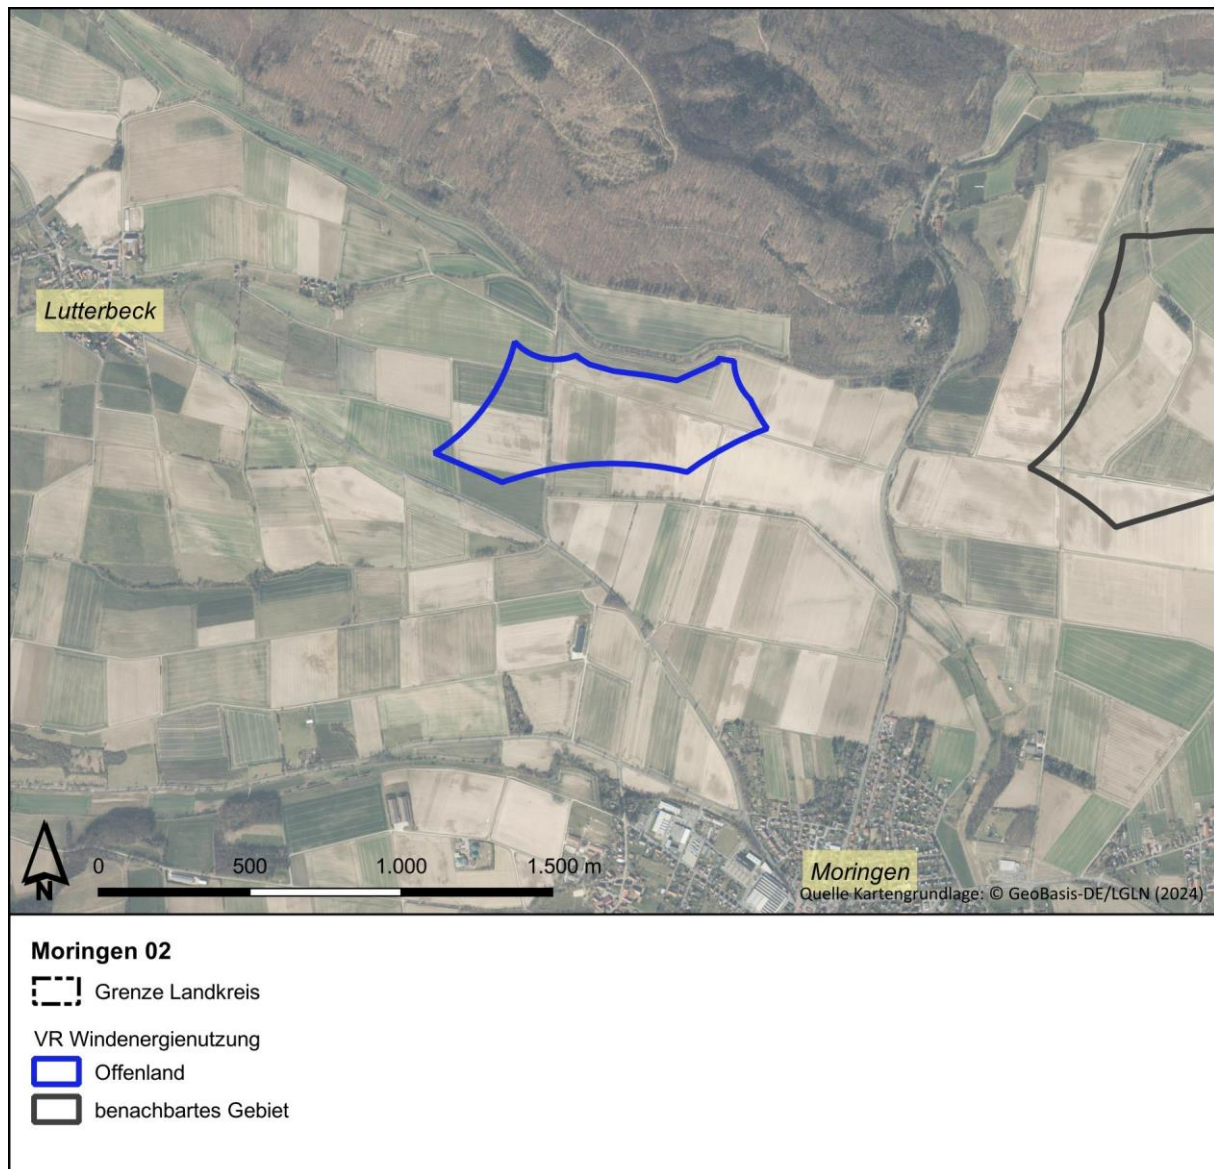 Lutterbeck
N
0 500 1.000 1.500 m
Moringen
Quelle Kartengrundlage: © GeoBasis-DE/LGLN (2024)
Moringen 02
Grenze Landkreis
VR Windenergienutzung
Offenland
benachbartes Gebiet